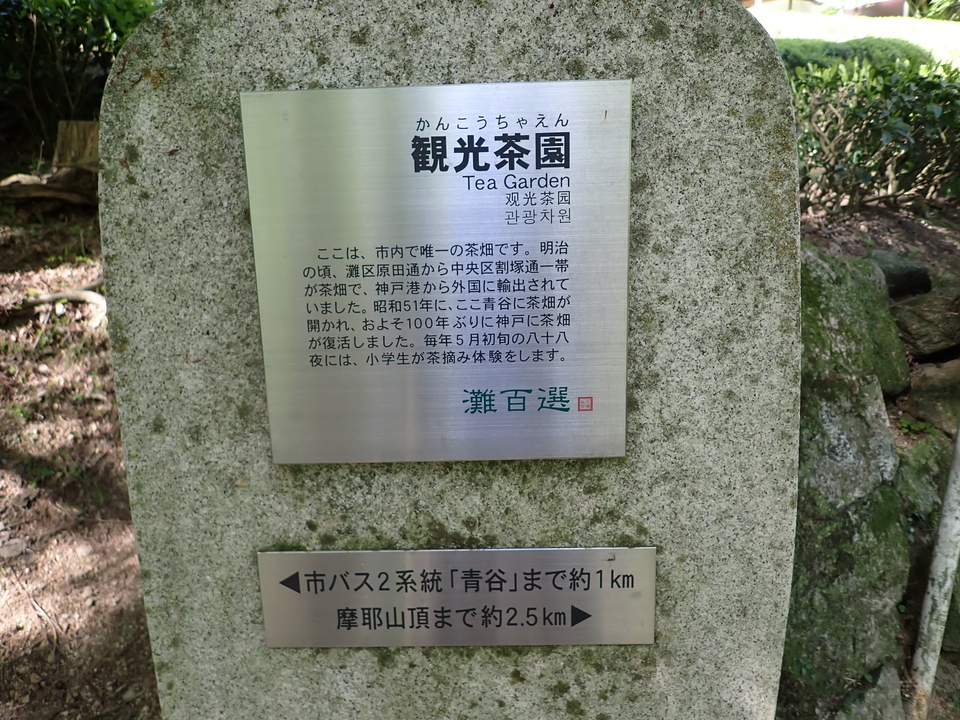 かんこうちゃえん
観光茶園
Tea Garden
观光茶园
관광차원
ここは、市内で唯一の茶畑です。明治
の頃、灘区原田通から中央区割塚通一帯
が茶畑で、神戸港から外国に輸出されて
いました。昭和51年に、ここ青谷に茶畑が
開かれ、およそ100年ぶりに神戸に茶畑
が復活しました。毎年5月初旬の八十八
夜には、小学生が茶摘み体験をします。
灘百選
◀市バス2系統「青谷」まで約1km
摩耶山頂まで約2.5km▶